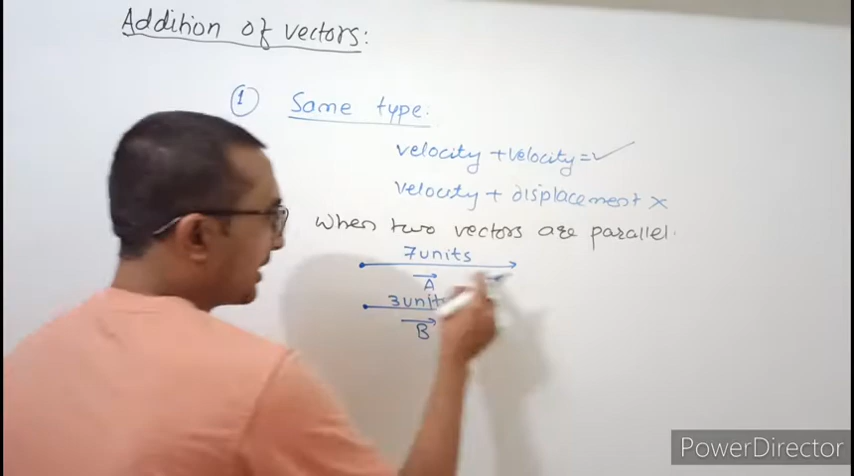 Addition of vectors:
1 Same type:
velocity + velocity = ✓
velocity + displacement ×
When two vectors are parallel.
7units
A
3unit
B
PowerDirector